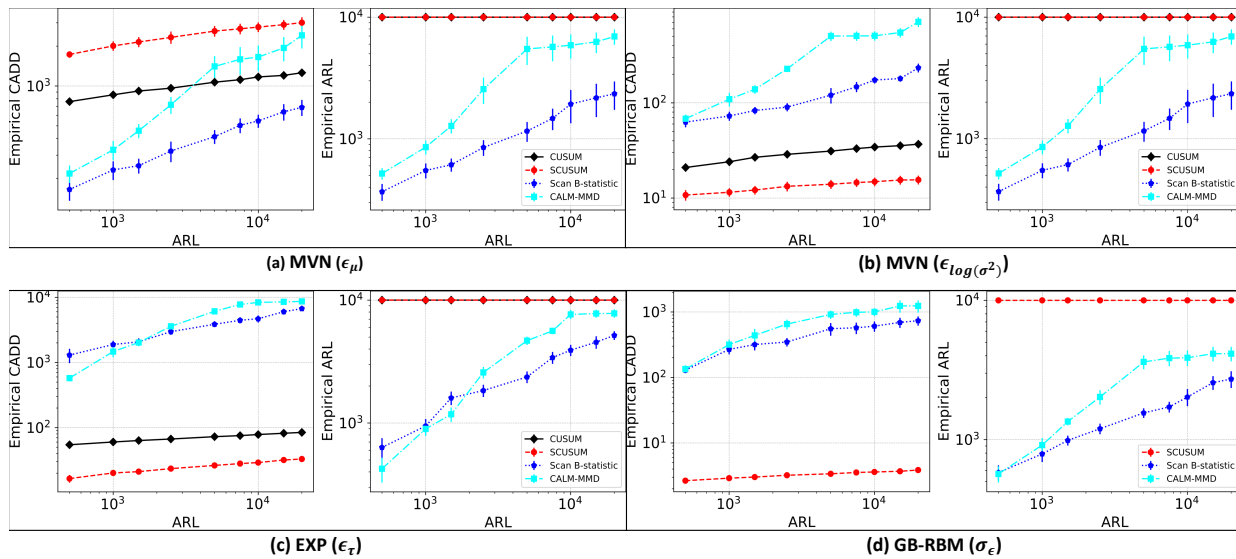 Empirical CADD
10³
10³
10⁴
ARL
Empirical ARL
10⁴
10³
10³
10⁴
ARL
CUSUM
SCUSUM
Scan B-statistic
CALM-MMD
(a) MVN (ϵ_μ)
Empirical CADD
10²
10¹
10³
10⁴
ARL
Empirical ARL
10⁴
10³
10³
10⁴
ARL
CUSUM
SCUSUM
Scan B-statistic
CALM-MMD
(b) MVN (ϵ_{log(σ²)})
Empirical CADD
10⁴
10³
10²
10³
10⁴
ARL
Empirical ARL
10⁴
10³
10³
10⁴
ARL
CUSUM
SCUSUM
Scan B-statistic
CALM-MMD
(c) EXP (ϵ_τ)
Empirical CADD
10³
10²
10¹
10³
10⁴
ARL
Empirical ARL
10⁴
10³
10³
10⁴
ARL
SCUSUM
Scan B-statistic
CALM-MMD
(d) GB-RBM (σ_ϵ)